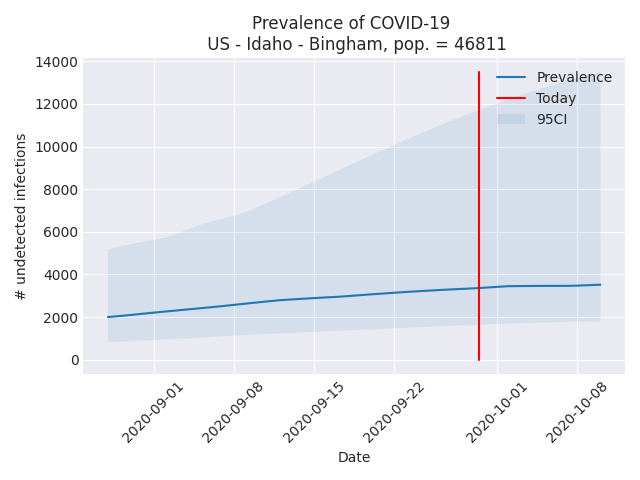 Prevalence of COVID-19
US - Idaho - Bingham, pop. = 46811
14000
12000
10000
8000
6000
4000
2000
0
# undetected infections
Prevalence
Today
95CI
2020-09-01
2020-09-08
2020-09-15
2020-09-22
2020-10-01
2020-10-08
Date